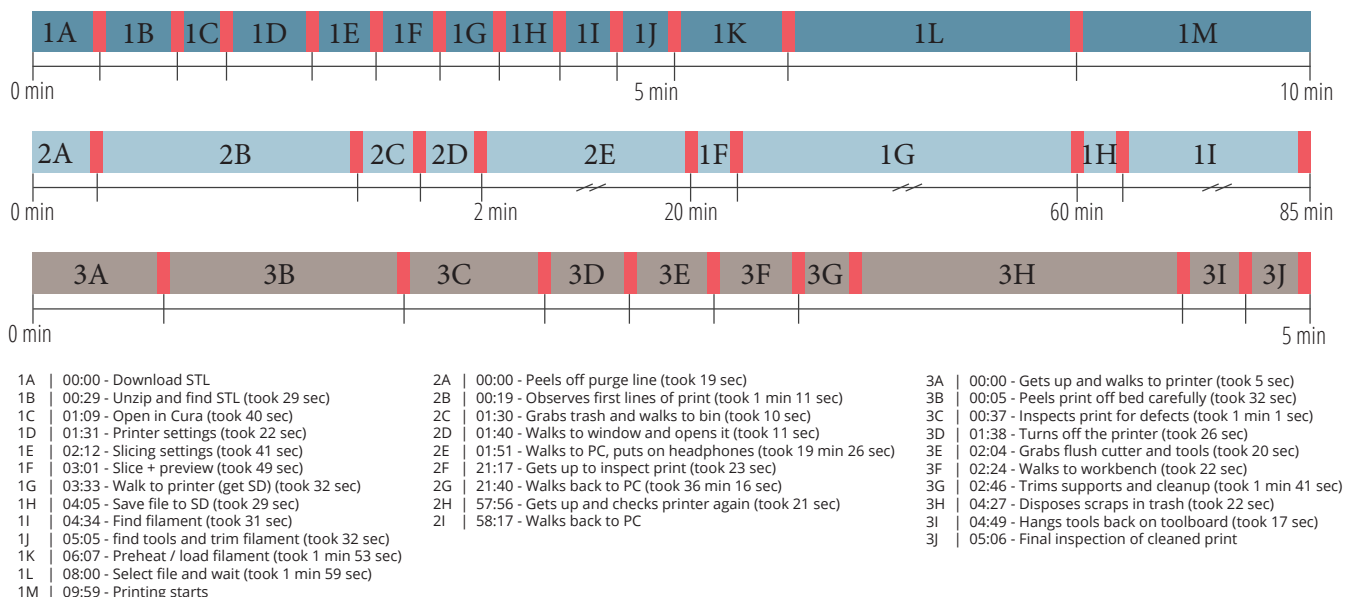 1A 1B 1C 1D 1E 1F 1G 1H 1I 1J 1K 1L 1M
0 min 5 min 10 min
2A 2B 2C 2D 2E 1F 1G 1H 1I
0 min 2 min 20 min 60 min 85 min
3A 3B 3C 3D 3E 3F 3G 3H 3I 3J
0 min 5 min
1A | 00:00 - Download STL
1B | 00:29 - Unzip and find STL (took 29 sec)
1C | 01:09 - Open in Cura (took 40 sec)
1D | 01:31 - Printer settings (took 22 sec)
1E | 02:12 - Slicing settings (took 41 sec)
1F | 03:01 - Slice + preview (took 49 sec)
1G | 03:33 - Walk to printer (get SD) (took 32 sec)
1H | 04:05 - Save file to SD (took 29 sec)
1I | 04:34 - Find filament (took 31 sec)
1J | 05:05 - find tools and trim filament (took 32 sec)
1K | 06:07 - Preheat / load filament (took 1 min 53 sec)
1L | 08:00 - Select file and wait (took 1 min 59 sec)
1M | 09:59 - Printing starts
2A | 00:00 - Peels off purge line (took 19 sec)
2B | 00:19 - Observes first lines of print (took 1 min 11 sec)
2C | 01:30 - Grabs trash and walks to bin (took 10 sec)
2D | 01:40 - Walks to window and opens it (took 11 sec)
2E | 01:51 - Walks to PC, puts on headphones (took 19 min 26 sec)
2F | 21:17 - Gets up to inspect print (took 23 sec)
2G | 21:40 - Walks back to PC (took 36 min 16 sec)
2H | 57:56 - Gets up and checks printer again (took 21 sec)
2I | 58:17 - Walks back to PC
3A | 00:00 - Gets up and walks to printer (took 5 sec)
3B | 00:05 - Peels print off bed carefully (took 32 sec)
3C | 00:37 - Inspects print for defects (took 1 min 1 sec)
3D | 01:38 - Turns off the printer (took 26 sec)
3E | 02:04 - Grabs flush cutter and tools (took 20 sec)
3F | 02:24 - Walks to workbench (took 22 sec)
3G | 02:46 - Trims supports and cleanup (took 1 min 41 sec)
3H | 04:27 - Disposes scraps in trash (took 22 sec)
3I | 04:49 - Hangs tools back on toolboard (took 17 sec)
3J | 05:06 - Final inspection of cleaned print